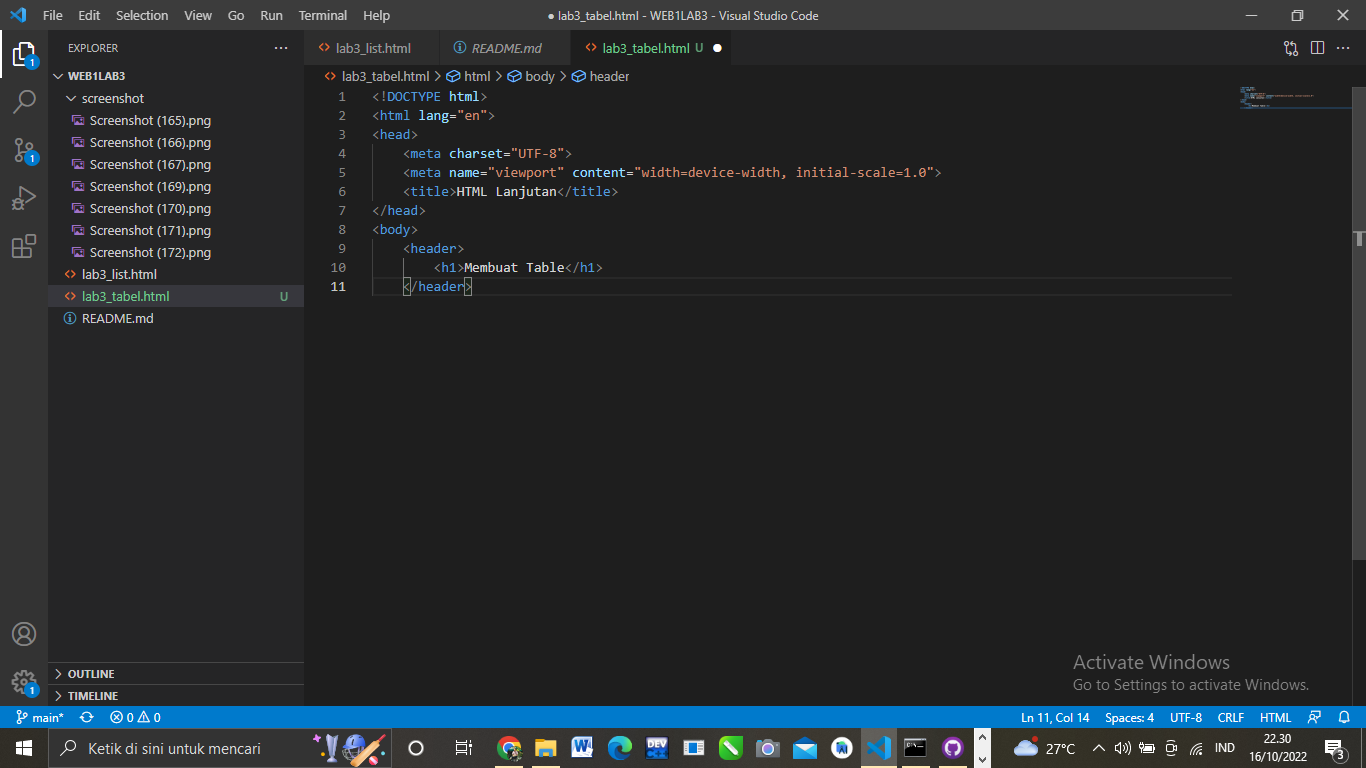 File Edit Selection View Go Run Terminal Help ● lab3_tabel.html - WEB1LAB3 - Visual Studio Code
EXPLORER
lab3_list.html README.md lab3_tabel.html U
WEB1LAB3
lab3_tabel.html > html > body > header
screenshot
Screenshot (165).png
Screenshot (166).png
Screenshot (167).png
Screenshot (169).png
Screenshot (170).png
Screenshot (171).png
Screenshot (172).png
lab3_list.html
lab3_tabel.html U
README.md
1 <!DOCTYPE html>
2 <html lang="en">
3 <head>
4 <meta charset="UTF-8">
5 <meta name="viewport" content="width=device-width, initial-scale=1.0">
6 <title>HTML Lanjutan</title>
7 </head>
8 <body>
9 <header>
10 <h1>Membuat Table</h1>
11 </header>
1
1
1
OUTLINE
TIMELINE
Activate Windows
Go to Settings to activate Windows.
main* 0 0 Ln 11, Col 14 Spaces: 4 UTF-8 CRLF HTML
Ketik di sini untuk mencari
DEV
27°C IND
22.30
16/10/2022
3